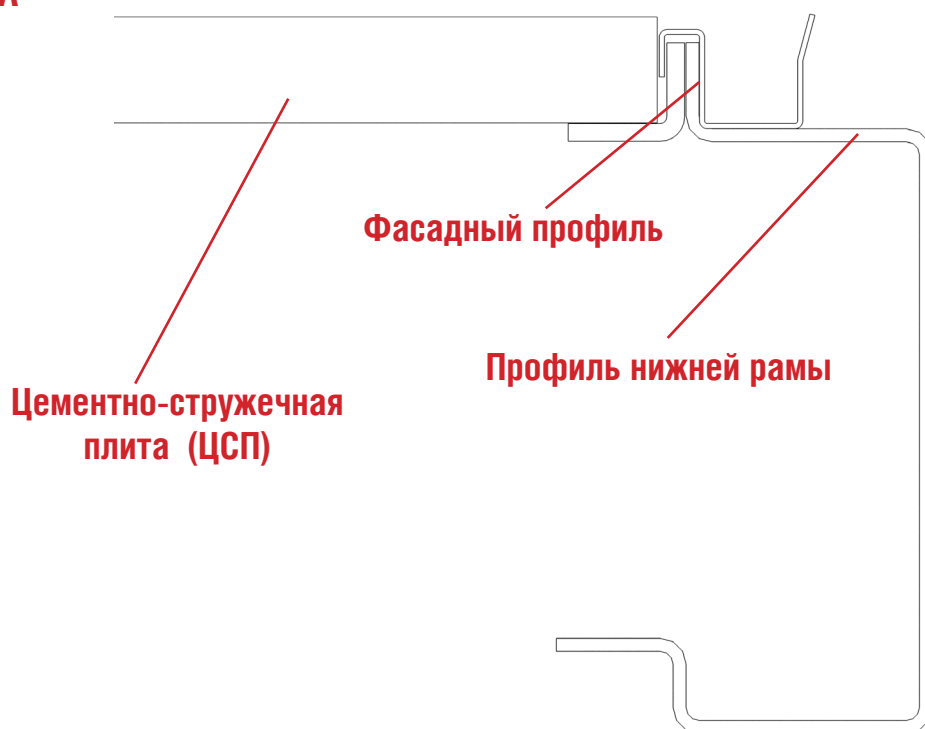 Фасадный профиль
Профиль нижней рамы
Цементно-стружечная
плита (ЦСП)